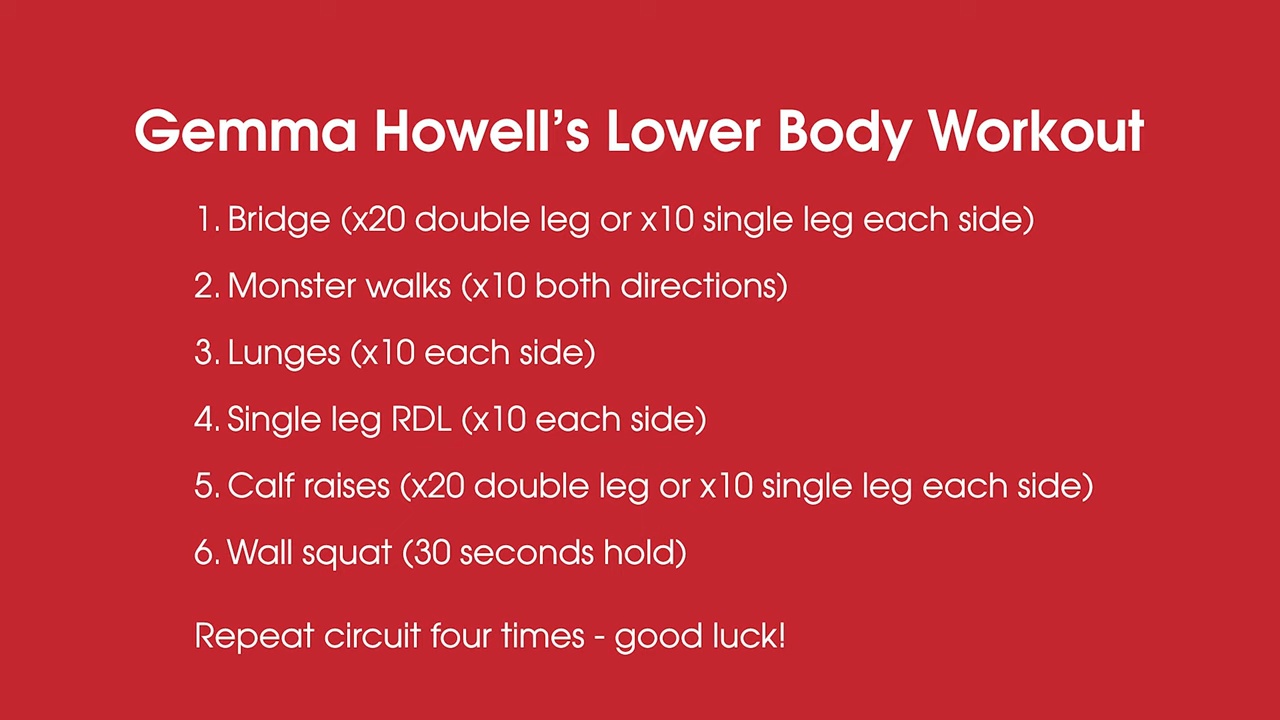 Gemma Howell’s Lower Body Workout
1. Bridge (x20 double leg or x10 single leg each side)
2. Monster walks (x10 both directions)
3. Lunges (x10 each side)
4. Single leg RDL (x10 each side)
5. Calf raises (x20 double leg or x10 single leg each side)
6. Wall squat (30 seconds hold)
Repeat circuit four times - good luck!